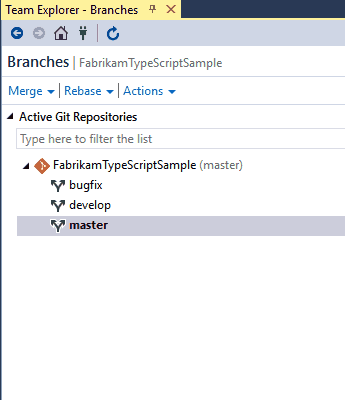 Team Explorer - Branches
Branches | FabrikamTypeScriptSample
Merge Rebase Actions
Active Git Repositories
Type here to filter the list
FabrikamTypeScriptSample (master)
bugfix
develop
master